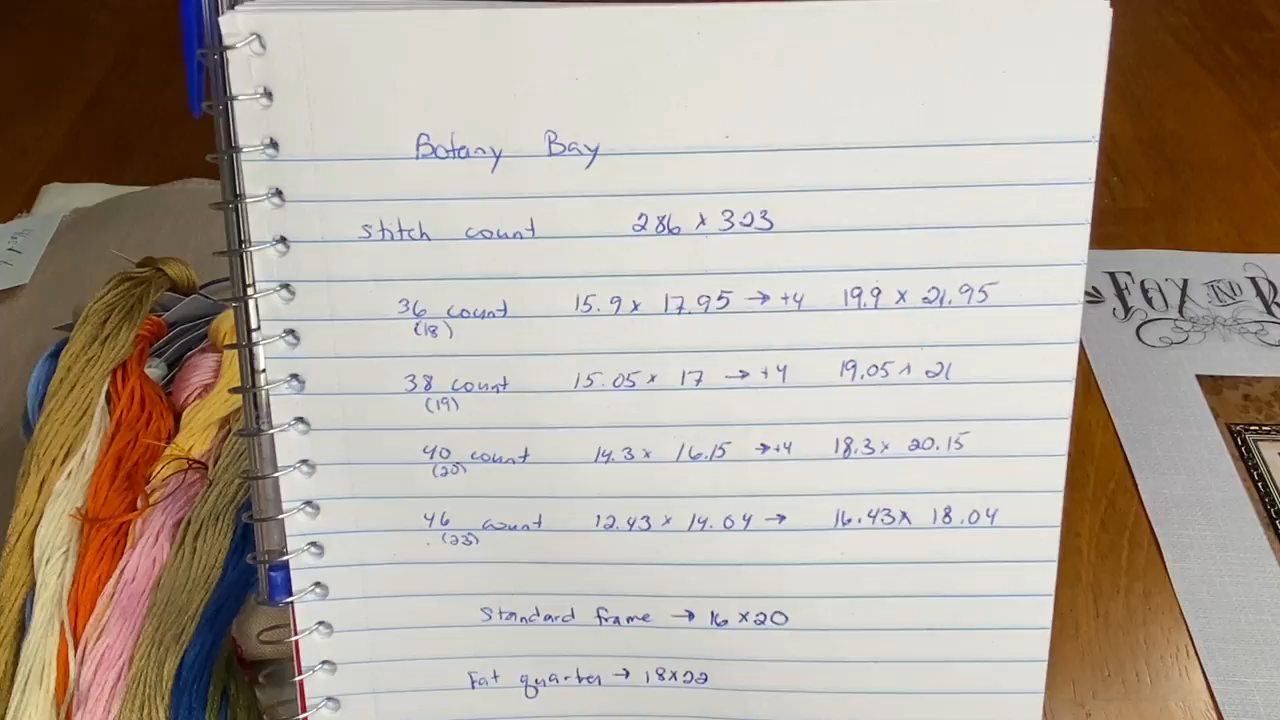 Botany Bay
stitch count 286 x 323
36 count 15.9 x 17.95 → +4 19.9 x 21.95
(18)
38 count 15.05 x 17 → +4 19.05 x 21
(19)
40 count 14.3 x 16.15 → +4 18.3 x 20.15
(20)
46 count 12.43 x 14.04 → 16.43 x 18.04
(23)
Standard frame → 16 x 20
Fat quarter → 18 x 22
FOX AND